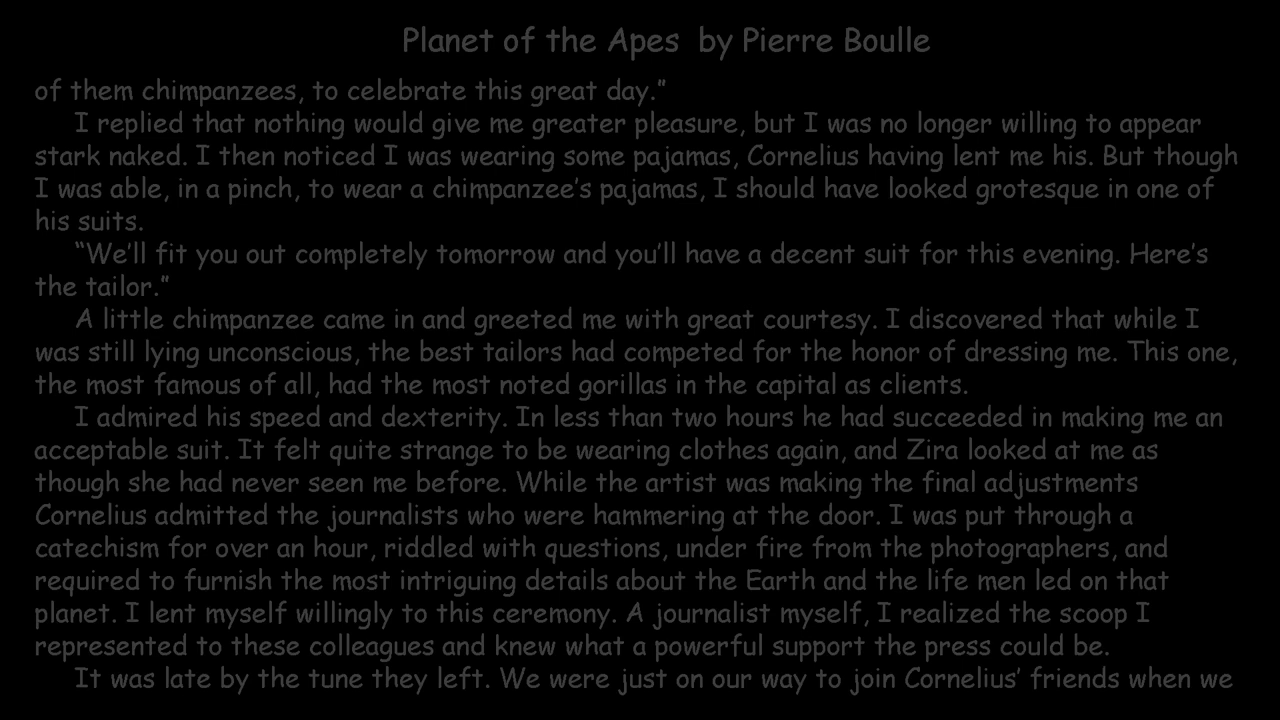 Planet of the Apes  by Pierre Boulle
of them chimpanzees, to celebrate this great day.”
I replied that nothing would give me greater pleasure, but I was no longer willing to appear
stark naked. I then noticed I was wearing some pajamas, Cornelius having lent me his. But though
I was able, in a pinch, to wear a chimpanzee’s pajamas, I should have looked grotesque in one of
his suits.
“We’ll fit you out completely tomorrow and you’ll have a decent suit for this evening. Here’s
the tailor.”
A little chimpanzee came in and greeted me with great courtesy. I discovered that while I
was still lying unconscious, the best tailors had competed for the honor of dressing me. This one,
the most famous of all, had the most noted gorillas in the capital as clients.
I admired his speed and dexterity. In less than two hours he had succeeded in making me an
acceptable suit. It felt quite strange to be wearing clothes again, and Zira looked at me as
though she had never seen me before. While the artist was making the final adjustments
Cornelius admitted the journalists who were hammering at the door. I was put through a
catechism for over an hour, riddled with questions, under fire from the photographers, and
required to furnish the most intriguing details about the Earth and the life men led on that
planet. I lent myself willingly to this ceremony. A journalist myself, I realized the scoop I
represented to these colleagues and knew what a powerful support the press could be.
It was late by the tune they left. We were just on our way to join Cornelius’ friends when we